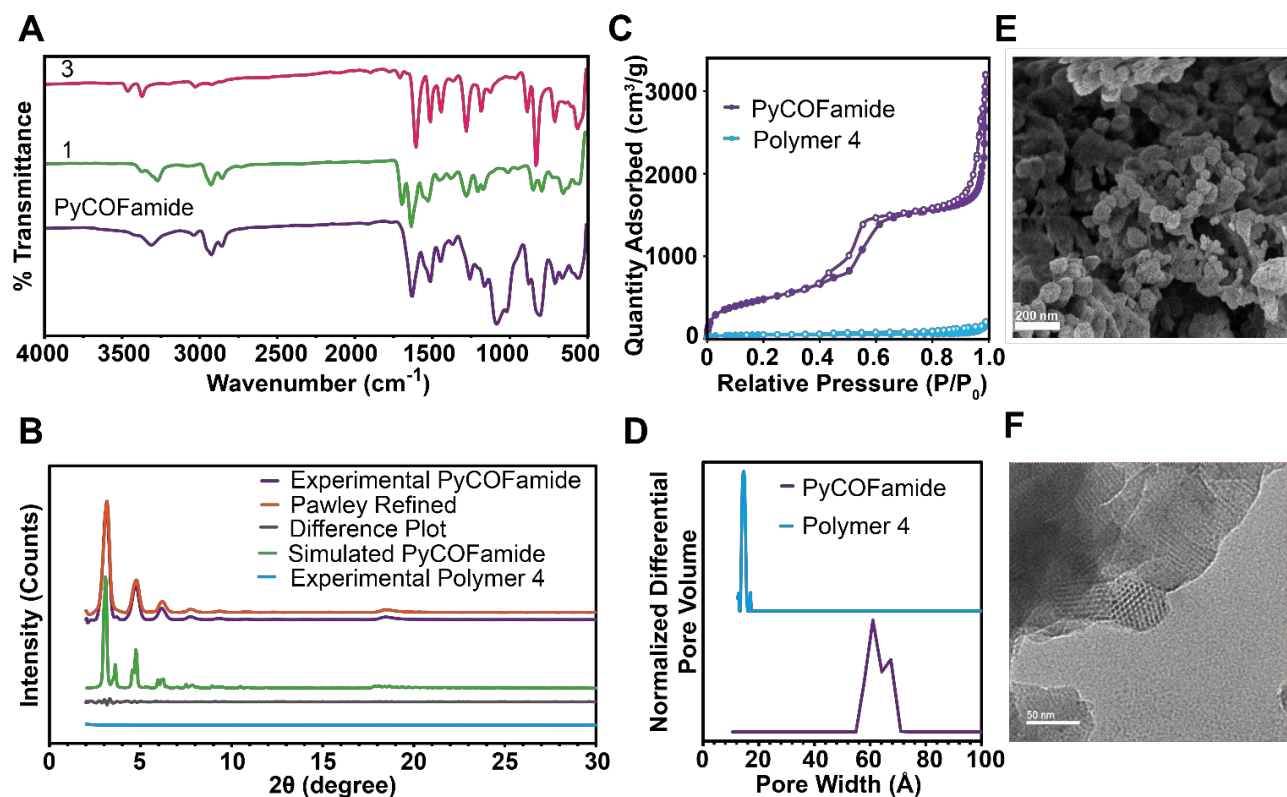 A
3
1
PyCOFamide
% Transmittance
4000 3500 3000 2500 2000 1500 1000 500
Wavenumber (cm⁻¹)
B
Experimental PyCOFamide
Pawley Refined
Difference Plot
Simulated PyCOFamide
Experimental Polymer 4
Intensity (Counts)
0 5 10 15 20 25 30
2θ (degree)
C
3000
2000
1000
0
PyCOFamide
Polymer 4
Quantity Adsorbed (cm³/g)
0 0.2 0.4 0.6 0.8 1.0
Relative Pressure (P/P₀)
D
PyCOFamide
Polymer 4
Normalized Differential
Pore Volume
0 20 40 60 80 100
Pore Width (Å)
E
200 nm
F
50 nm